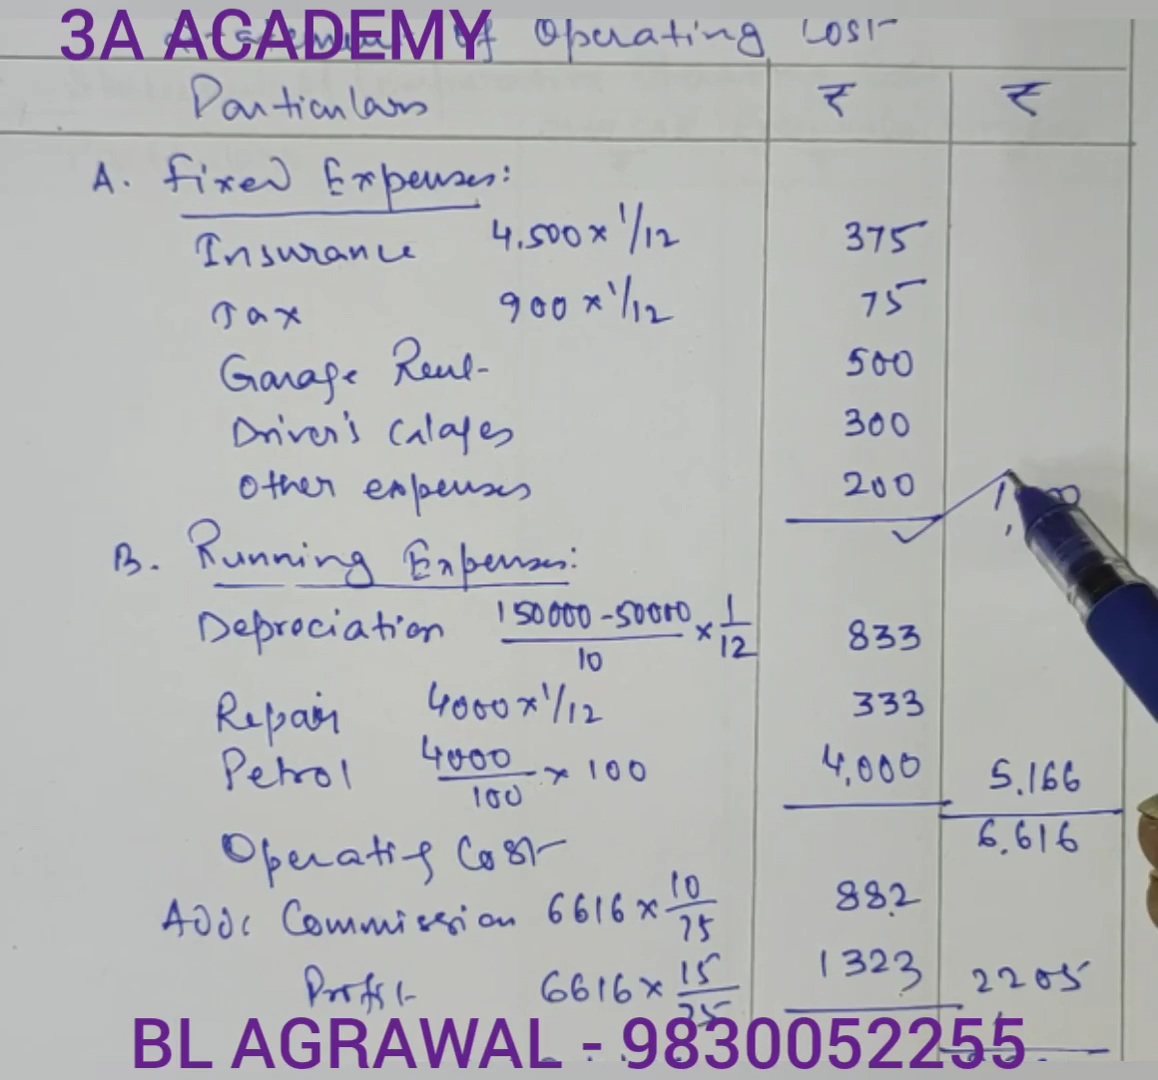 3A ACADEMY
of Operating Cost
Particulars ₹ ₹
A. Fixed Expenses:
Insurance 4,500 × 1/12 375
Tax 900 × 1/12 75
Garage Rent 500
Driver's 300
Other expenses 200
B. Running Expenses:
Depreciation 150000 - 50000 / 10 × 1/12 833
Repair 4000 × 1/12 333
Petrol 4000/100 × 100 4,000 5,166
Operating Cost 6,616
Add: Commission 6616 × 10/75 882
Profit 6616 × 15/75 1323 2205
BL AGRAWAL - 9830052255